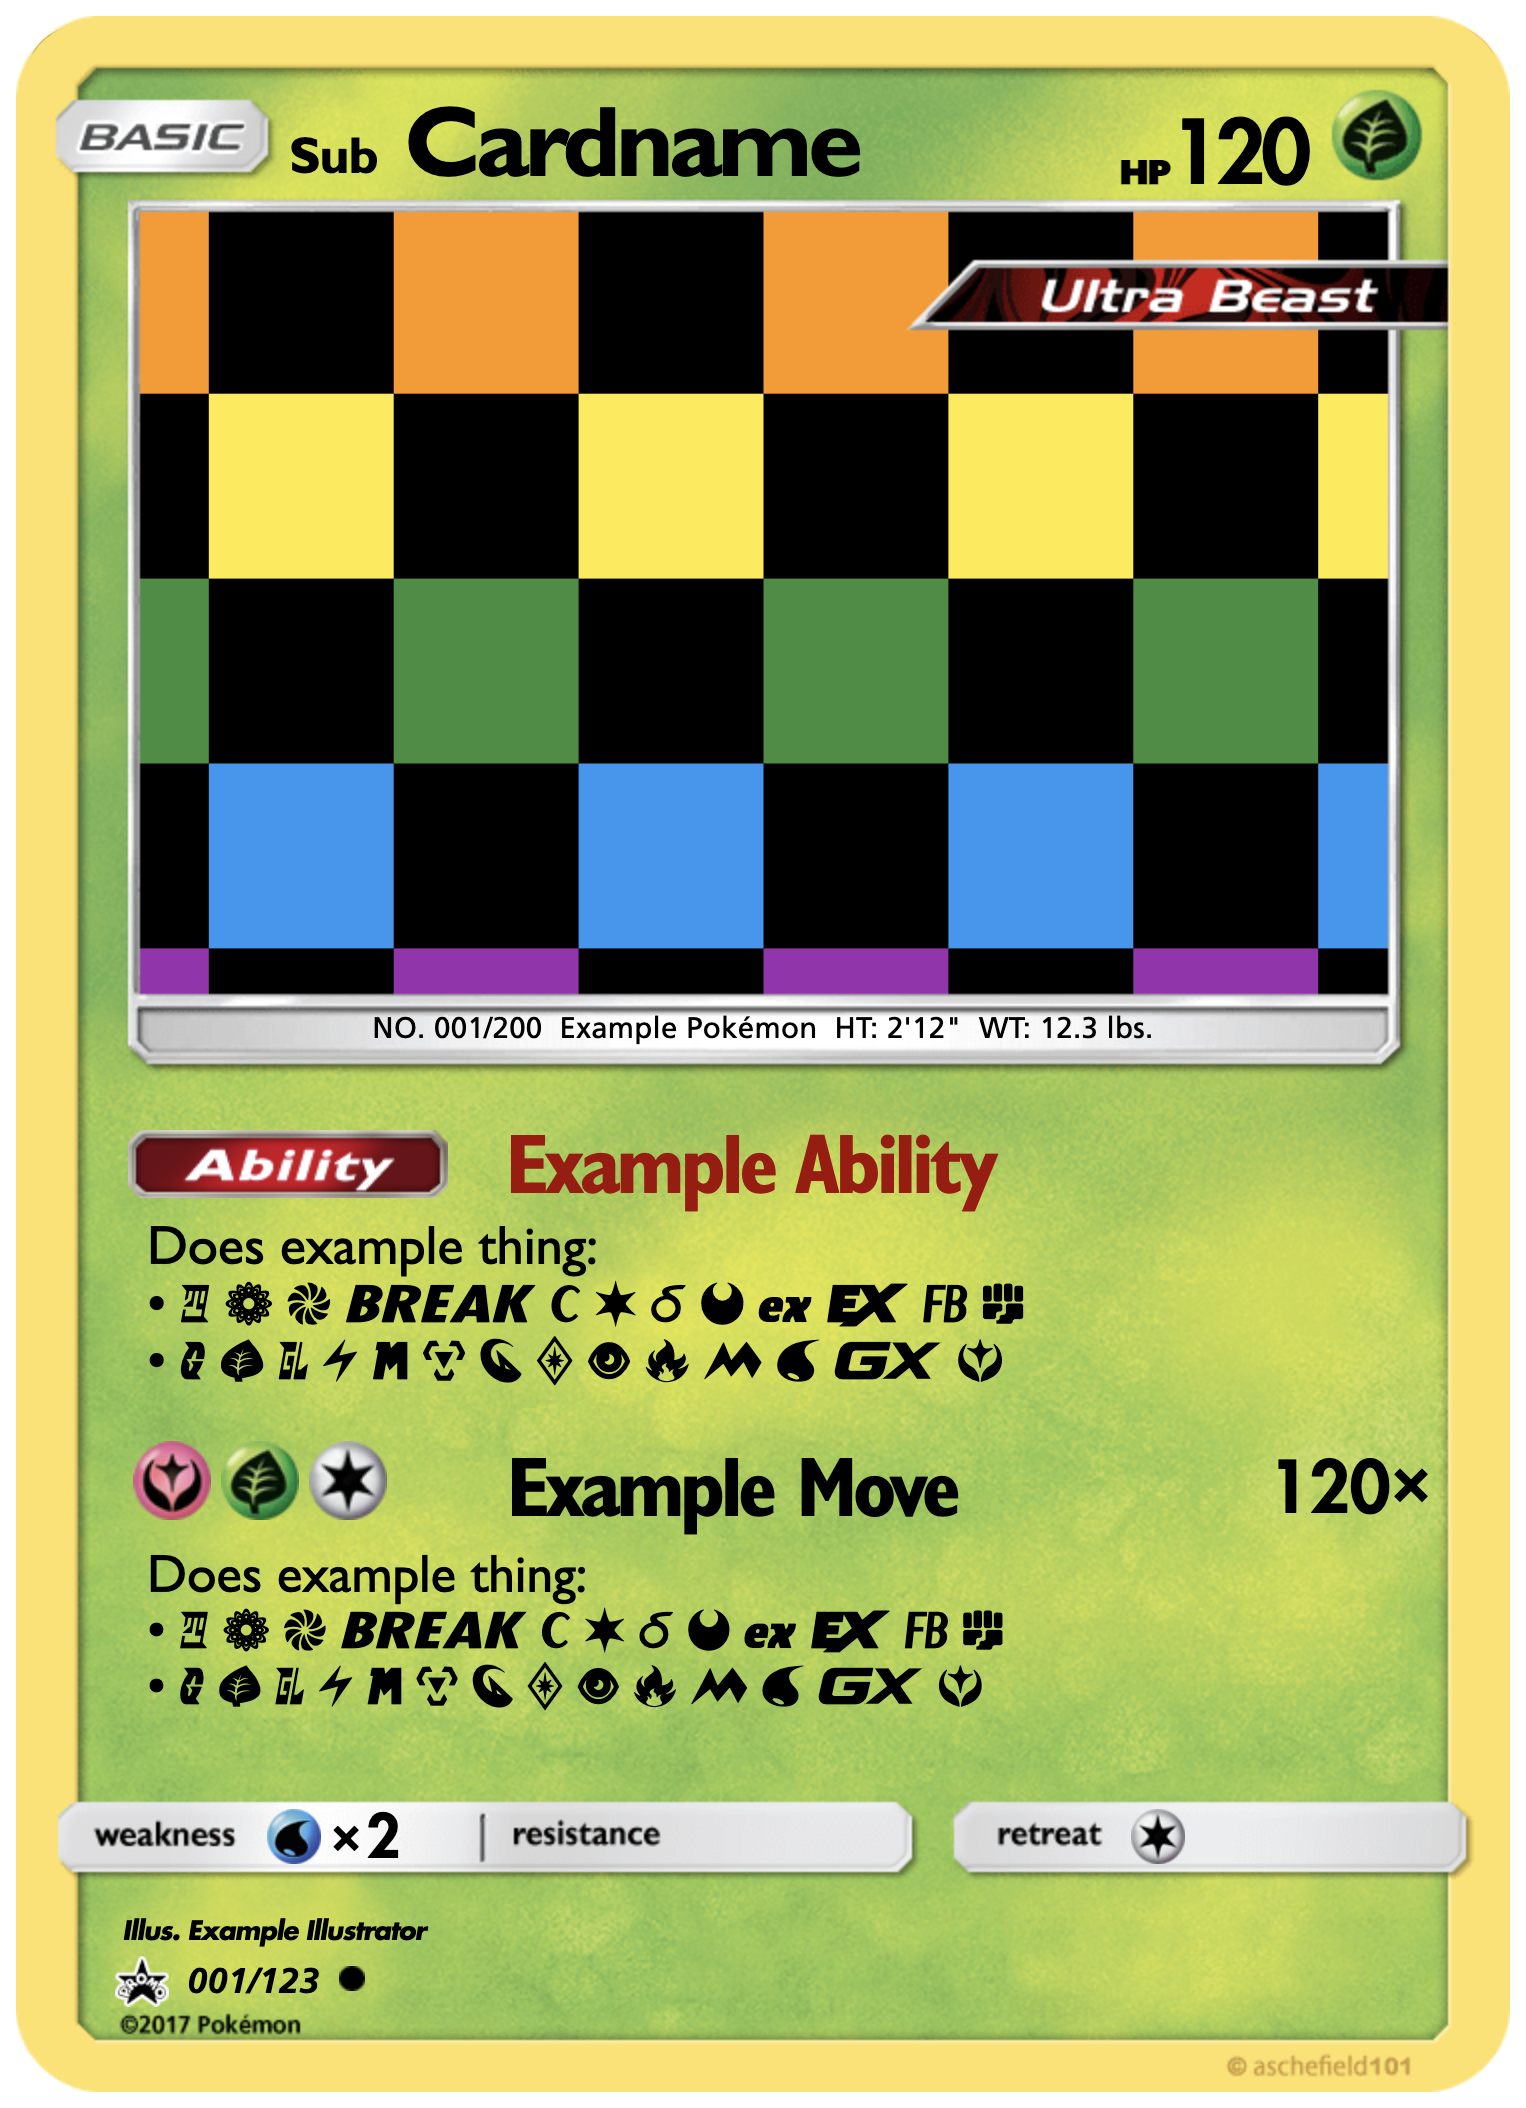 BASIC Sub Cardname HP 120
Ultra Beast
NO. 001/200 Example Pokémon HT: 2'12" WT: 12.3 lbs.
Ability Example Ability
Does example thing:
• BREAK C ex EX FB
• GL M GX
Example Move 120×
Does example thing:
• BREAK C ex EX FB
• GL M GX
weakness ×2 resistance retreat
Illus. Example Illustrator
PROMO 001/123 ●
©2017 Pokémon
© aschefield101